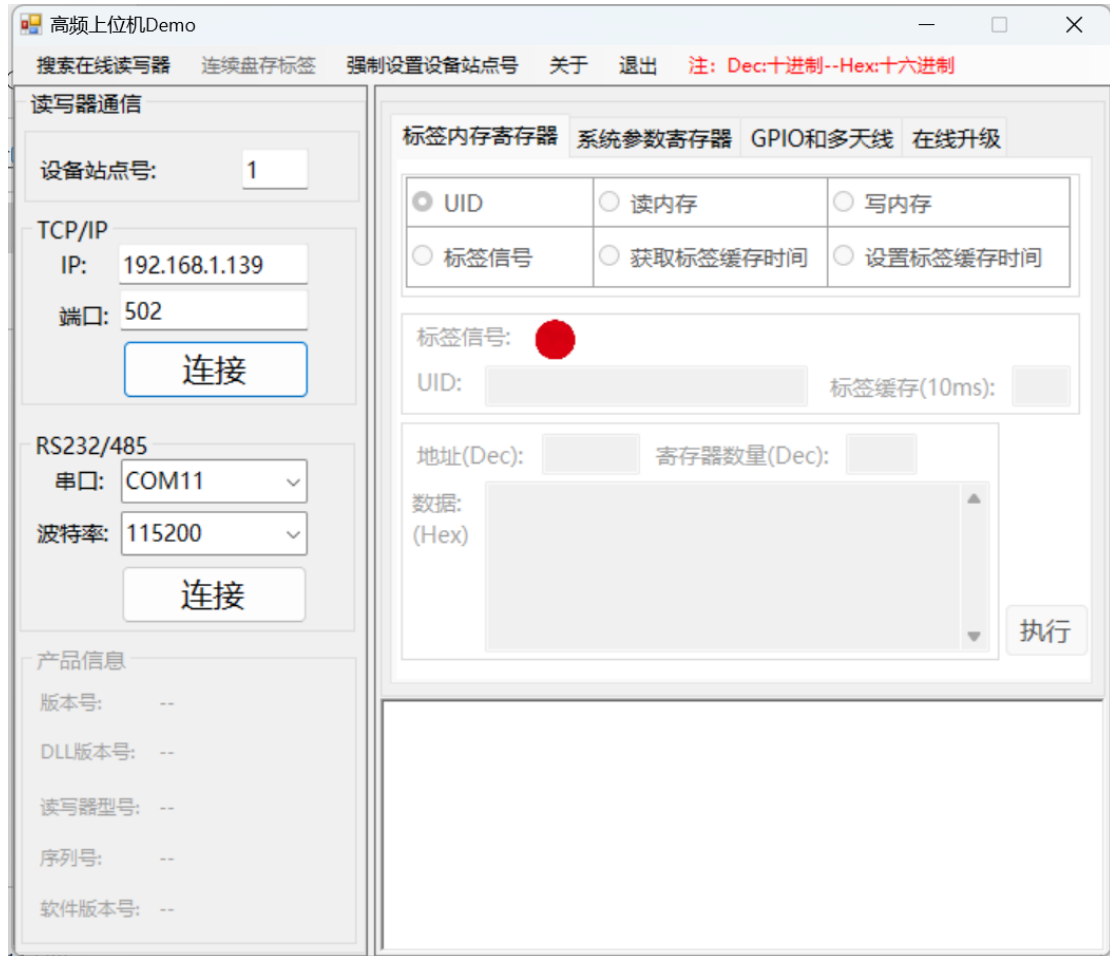 高频上位机Demo
搜索在线读写器 连续盘存标签 强制设置设备站点号 关于 退出 注：Dec:十进制--Hex:十六进制
读写器通信
设备站点号: 1
TCP/IP
IP: 192.168.1.139
端口: 502
连接
RS232/485
串口: COM11
波特率: 115200
连接
产品信息
版本号: --
DLL版本号: --
读写器型号: --
序列号: --
软件版本号: --
标签内存寄存器 系统参数寄存器 GPIO和多天线 在线升级
UID 读内存 写内存
标签信号 获取标签缓存时间 设置标签缓存时间
标签信号:
UID: 标签缓存(10ms):
地址(Dec): 寄存器数量(Dec):
数据:
(Hex)
执行